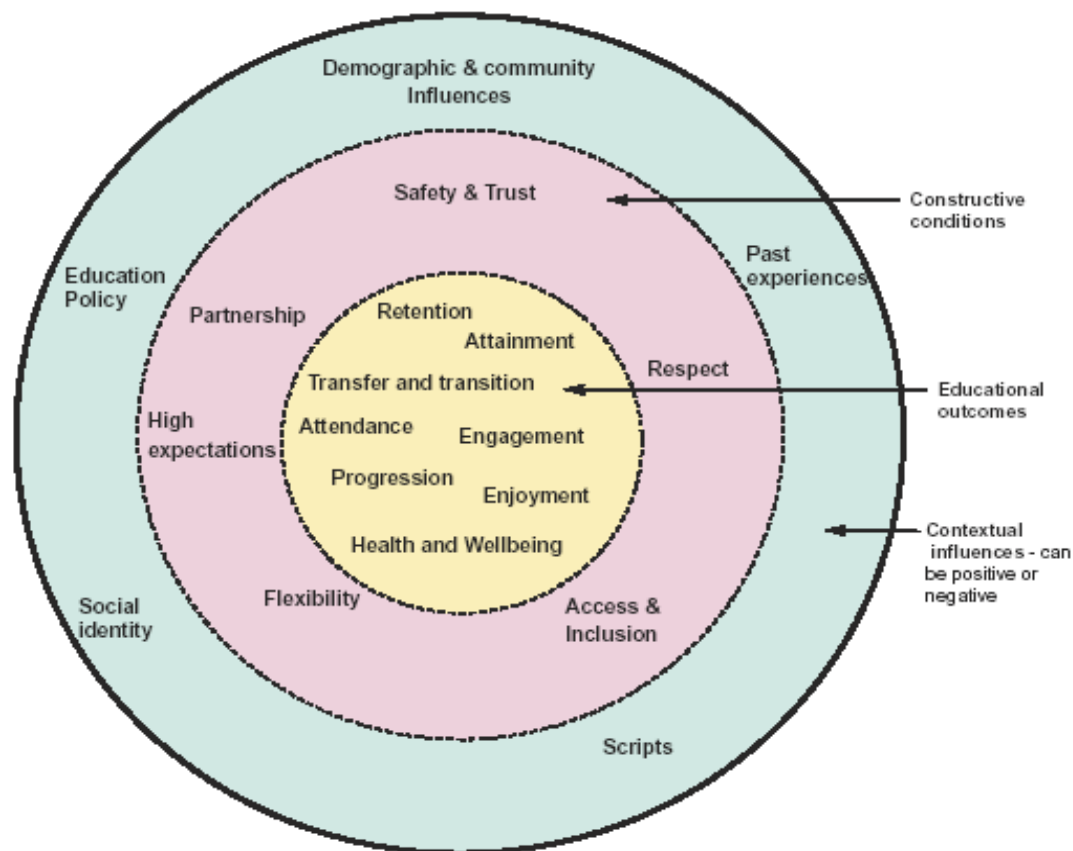 Demographic & community
Influences
Safety & Trust
Constructive
conditions
Past
experiences
Education
Policy
Partnership
Retention
Attainment
Respect
Transfer and transition
Educational
outcomes
High
expectations
Attendance
Engagement
Progression
Enjoyment
Contextual
influences - can
be positive or
negative
Health and Wellbeing
Flexibility
Access &
Inclusion
Social
identity
Scripts